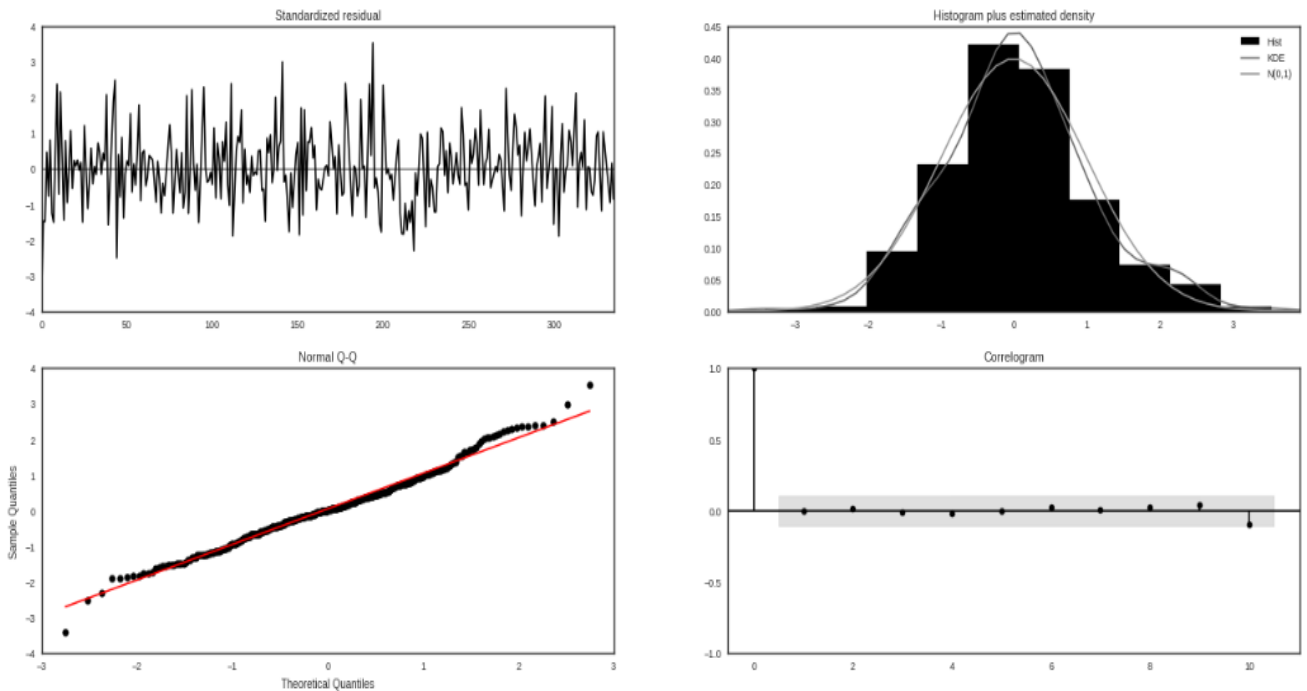 Standardized residual
4
3
2
1
0
−1
−2
−3
−4
0 50 100 150 200 250 300
Histogram plus estimated density
0.45
0.40
0.35
0.30
0.25
0.20
0.15
0.10
0.05
0.00
−3 −2 −1 0 1 2 3
Hist
KDE
N(0,1)
Normal Q-Q
Sample Quantiles
4
3
2
1
0
−1
−2
−3
−4
−3 −2 −1 0 1 2 3
Theoretical Quantiles
Correlogram
1.0
0.5
0.0
−0.5
−1.0
0 2 4 6 8 10